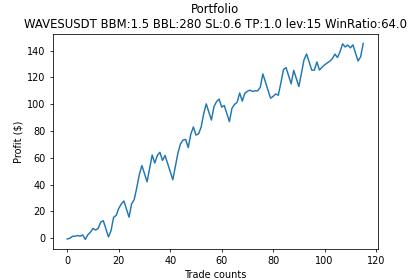 Portfolio
WAVESUSDT BBM:1.5 BBL:280 SL:0.6 TP:1.0 lev:15 WinRatio:64.0
140
120
100
80
60
40
20
0
Profit ($)
0 20 40 60 80 100 120
Trade counts